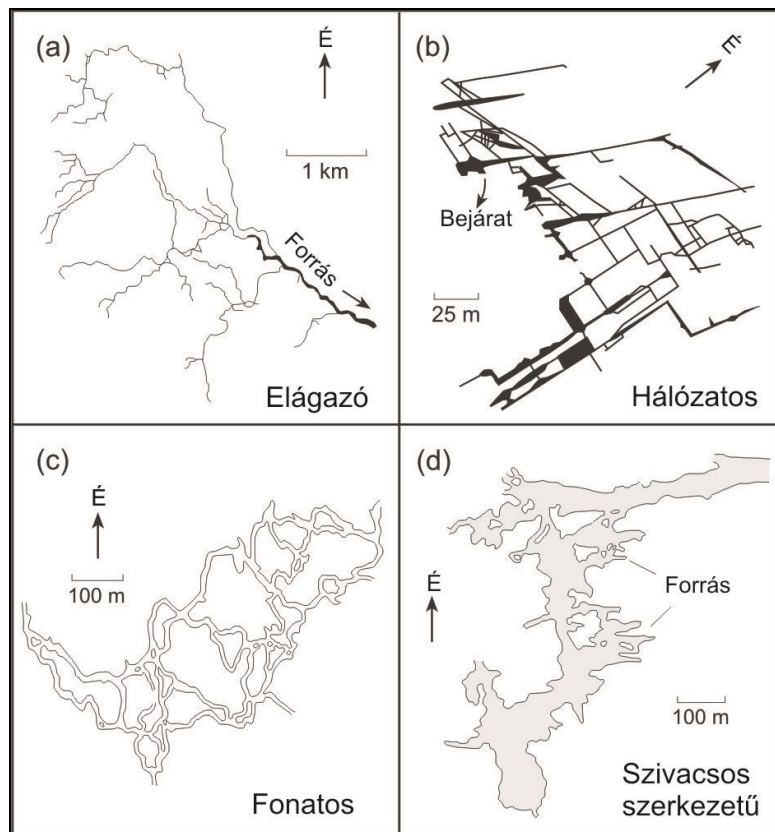 (a)
É
1 km
Forrás
Elágazó
(b)
É
Bejárat
25 m
Hálózatos
(c)
É
100 m
Fonatos
(d)
É
Forrás
100 m
Szivacsos
szerkezetű